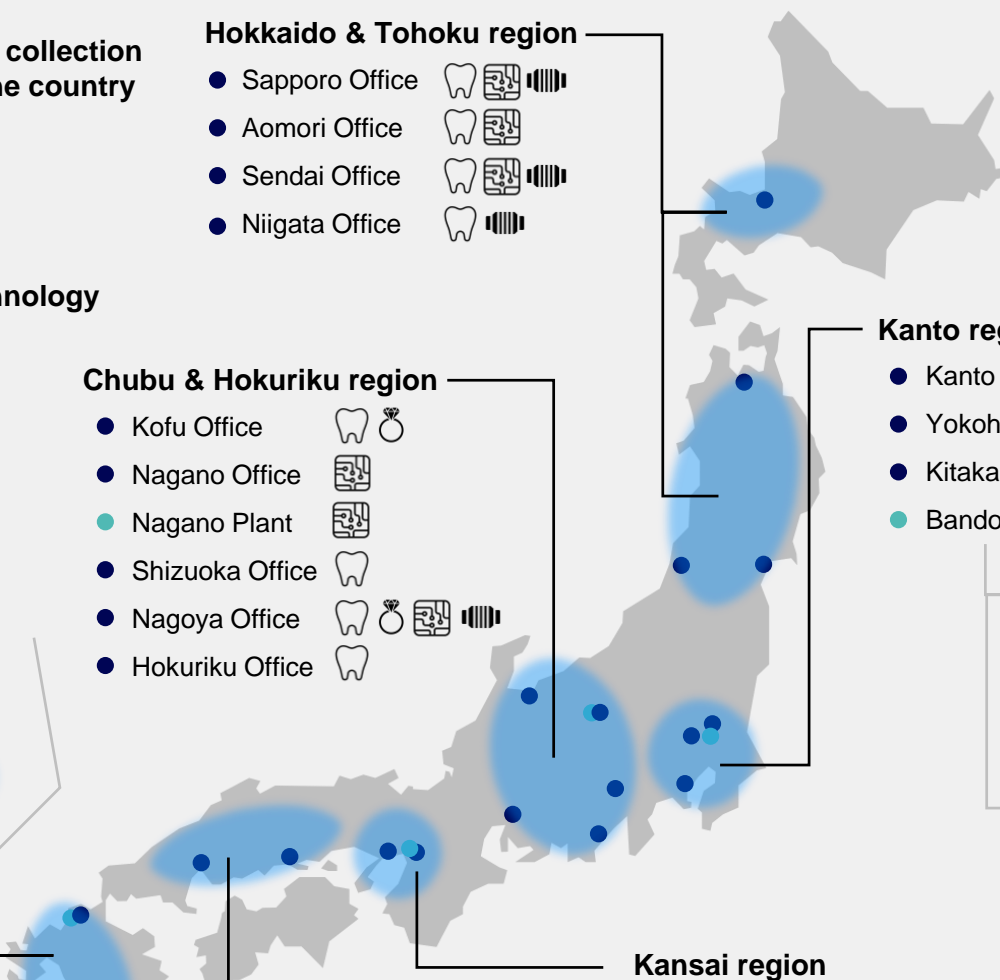 collection
e country
Hokkaido & Tohoku region
Sapporo Office
Aomori Office
Sendai Office
Niigata Office
nology
Chubu & Hokuriku region
Kofu Office
Nagano Office
Nagano Plant
Shizuoka Office
Nagoya Office
Hokuriku Office
Kanto reg
Kanto
Yokoh
Kitaka
Bando
Kansai region